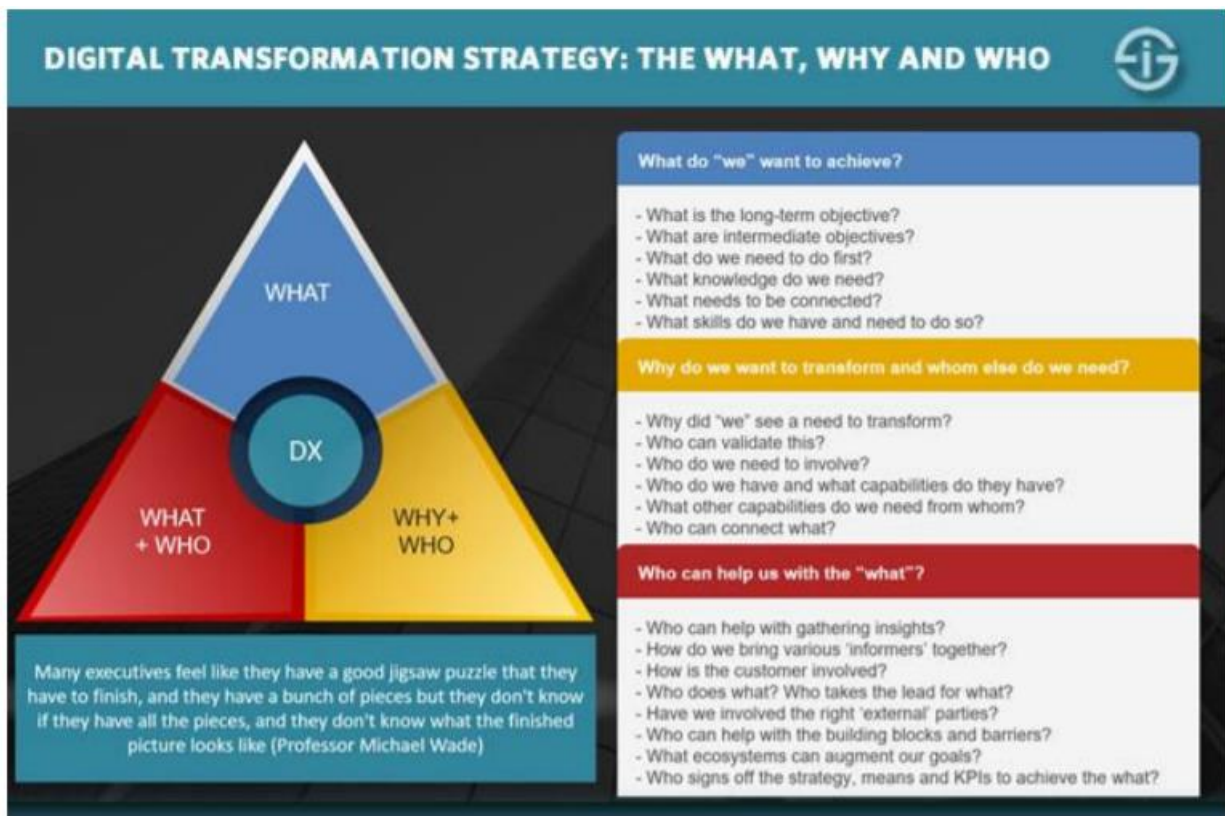 DIGITAL TRANSFORMATION STRATEGY: THE WHAT, WHY AND WHO
WHAT
DX
WHAT
+ WHO
WHY+
WHO
Many executives feel like they have a good jigsaw puzzle that they
have to finish, and they have a bunch of pieces but they don't know
if they have all the pieces, and they don't know what the finished
picture looks like (Professor Michael Wade)
What do "we" want to achieve?
- What is the long-term objective?
- What are intermediate objectives?
- What do we need to do first?
- What knowledge do we need?
- What needs to be connected?
- What skills do we have and need to do so?
Why do we want to transform and whom else do we need?
- Why did "we" see a need to transform?
- Who can validate this?
- Who do we need to involve?
- Who do we have and what capabilities do they have?
- What other capabilities do we need from whom?
- Who can connect what?
Who can help us with the "what"?
- Who can help with gathering insights?
- How do we bring various 'informers' together?
- How is the customer involved?
- Who does what? Who takes the lead for what?
- Have we involved the right 'external' parties?
- Who can help with the building blocks and barriers?
- What ecosystems can augment our goals?
- Who signs off the strategy, means and KPIs to achieve the what?